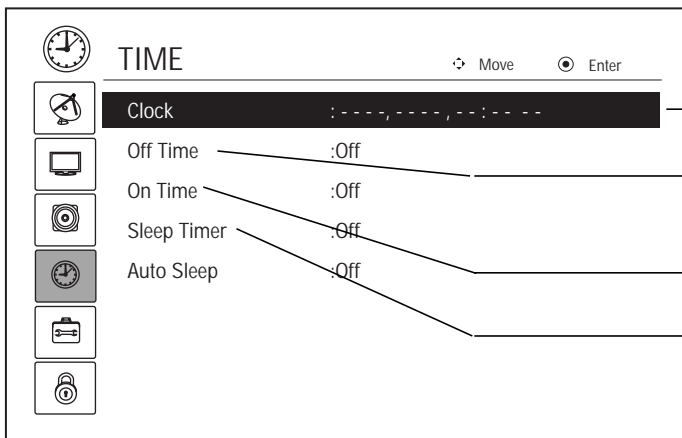 TIME Move Enter
Clock : - - - -, - - - - , - - : - - - -
Off Time :Off
On Time :Off
Sleep Timer :Off
Auto Sleep :Off